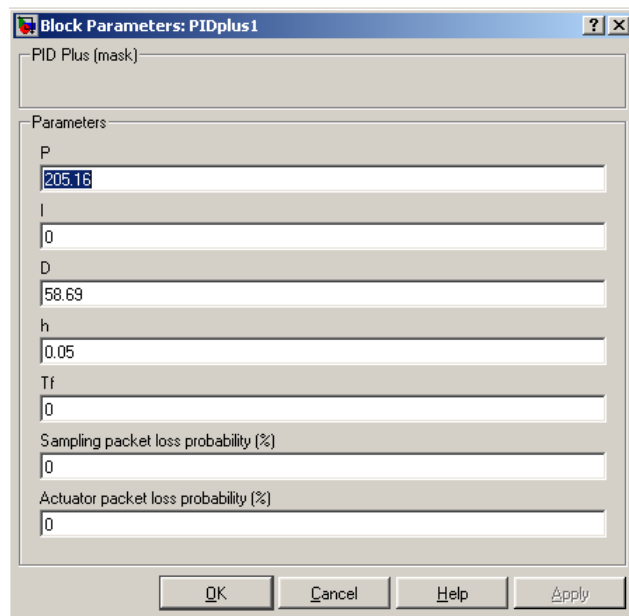 Block Parameters: PIDplus1
PID Plus (mask)
Parameters
P
205.16
I
0
D
58.69
h
0.05
Tf
0
Sampling packet loss probability (%)
0
Actuator packet loss probability (%)
0
OK Cancel Help Apply